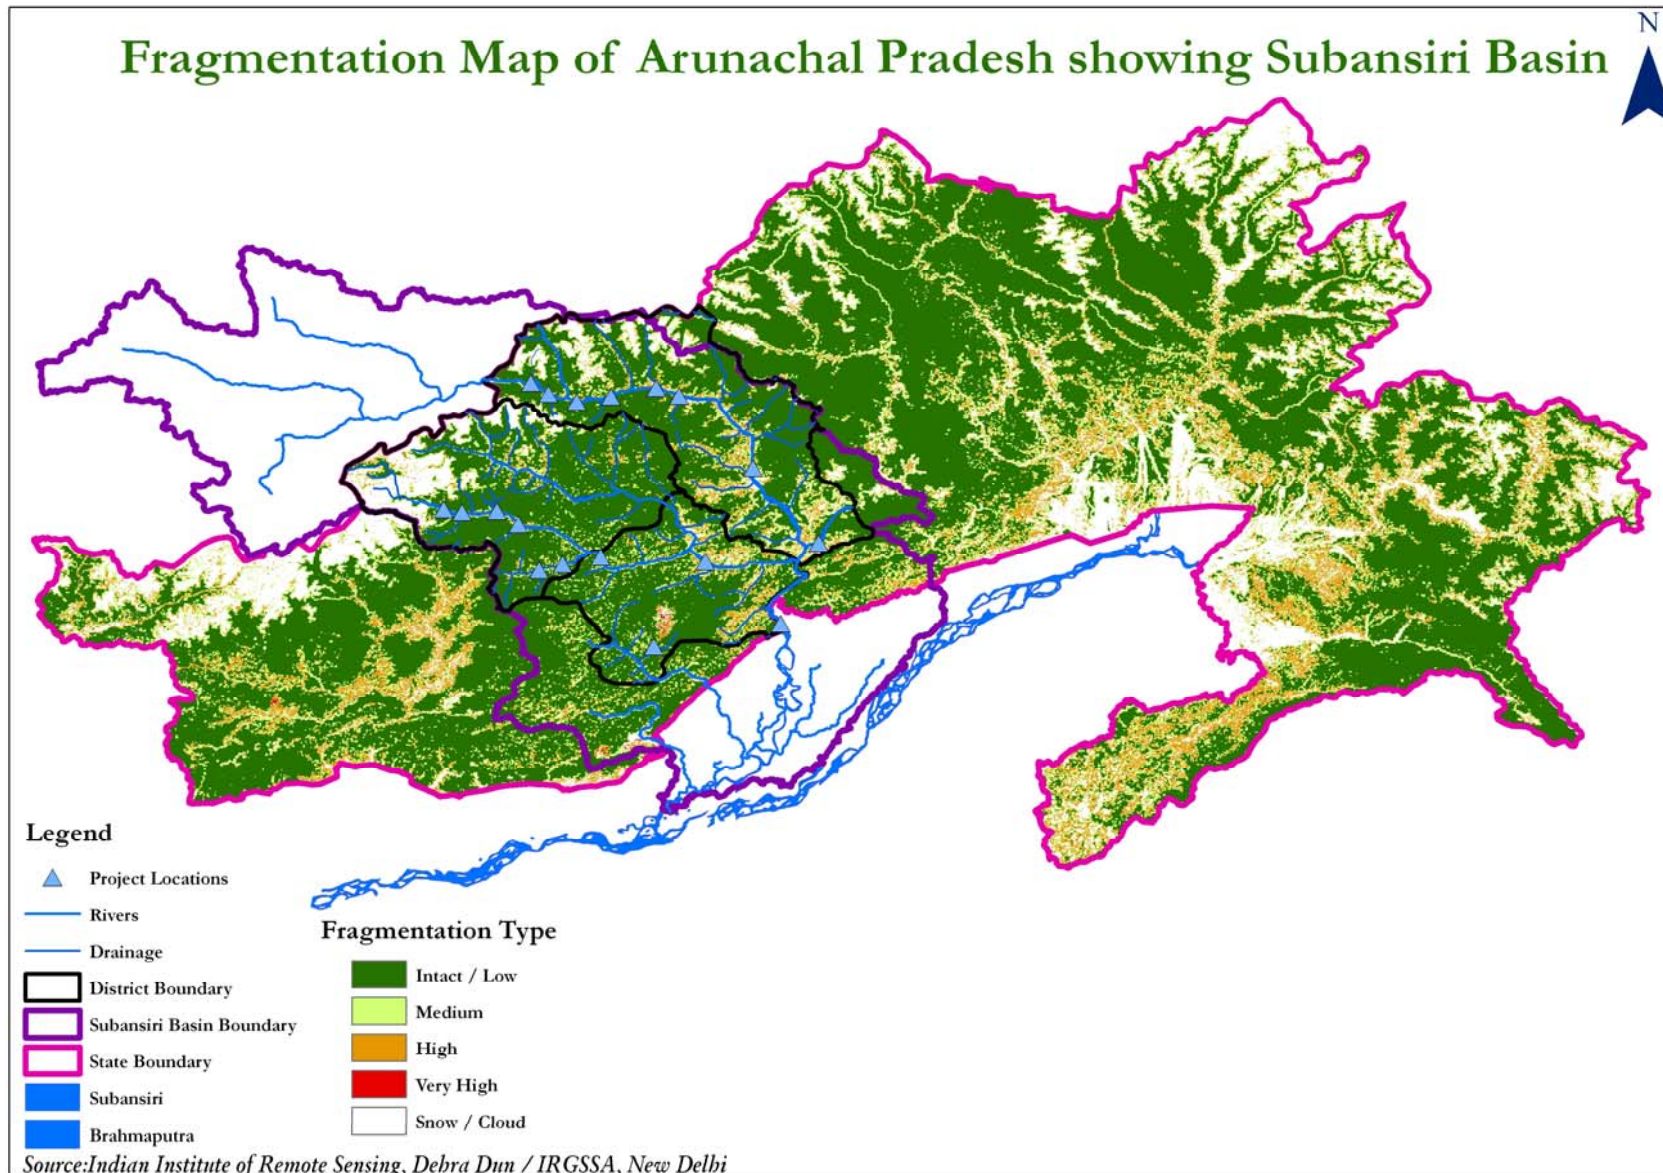 N
Fragmentation Map of Arunachal Pradesh showing Subansiri Basin
Legend
Project Locations
Rivers
Drainage
District Boundary
Subansiri Basin Boundary
State Boundary
Subansiri
Brahmaputra
Fragmentation Type
Intact / Low
Medium
High
Very High
Snow / Cloud
Source:Indian Institute of Remote Sensing, Debra Dun / IRGSSA, New Delhi